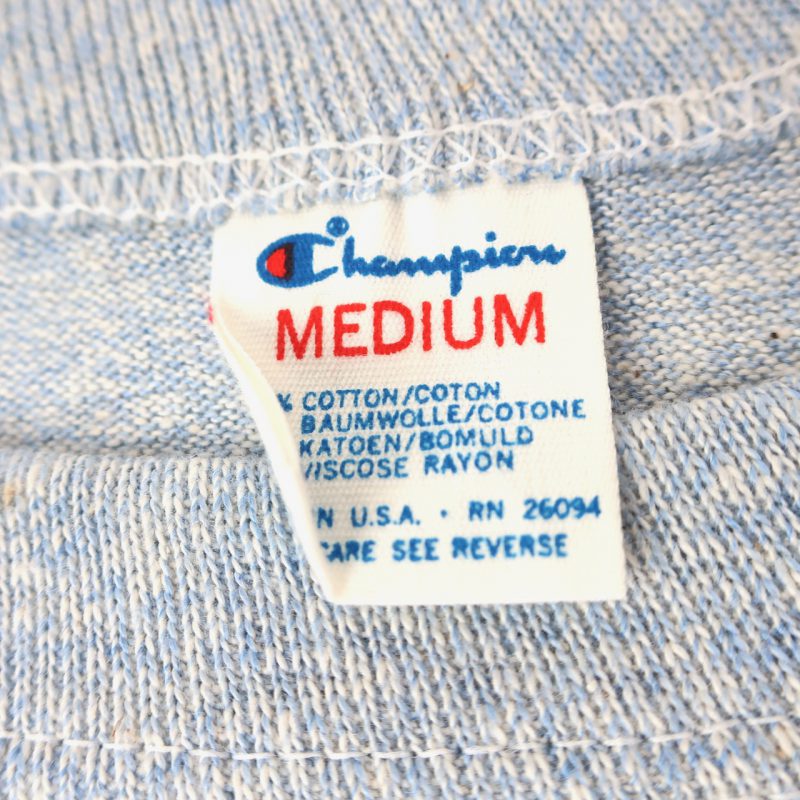 Champion®
MEDIUM
% COTTON/COTON
BAUMWOLLE/COTONE
KATOEN/BOMULD
VISCOSE RAYON
N U.S.A. · RN 26094
CARE SEE REVERSE